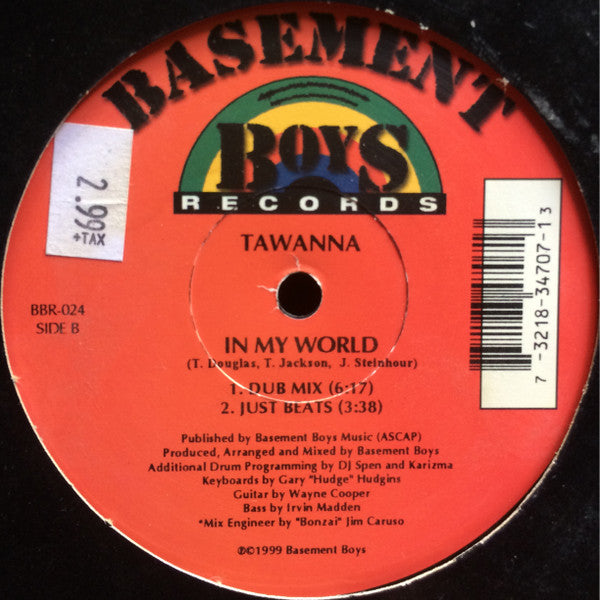 BASEMENT
BOYS
RECORDS
2.99
+TAX
TAWANNA
BBR-024
SIDE B
7 -3218-34707-1 3
IN MY WORLD
(T. Douglas, T. Jackson, J. Steinhour)
1. DUB MIX (6:17)
2. JUST BEATS (3:38)
Published by Basement Boys Music (ASCAP)
Produced, Arranged and Mixed by Basement Boys
Additional Drum Programming by DJ Spen and Karizma
Keyboards by Gary "Hudge" Hudgins
Guitar by Wayne Cooper
Bass by Irvin Madden
*Mix Engineer by "Bonzai" Jim Caruso
℗©1999 Basement Boys